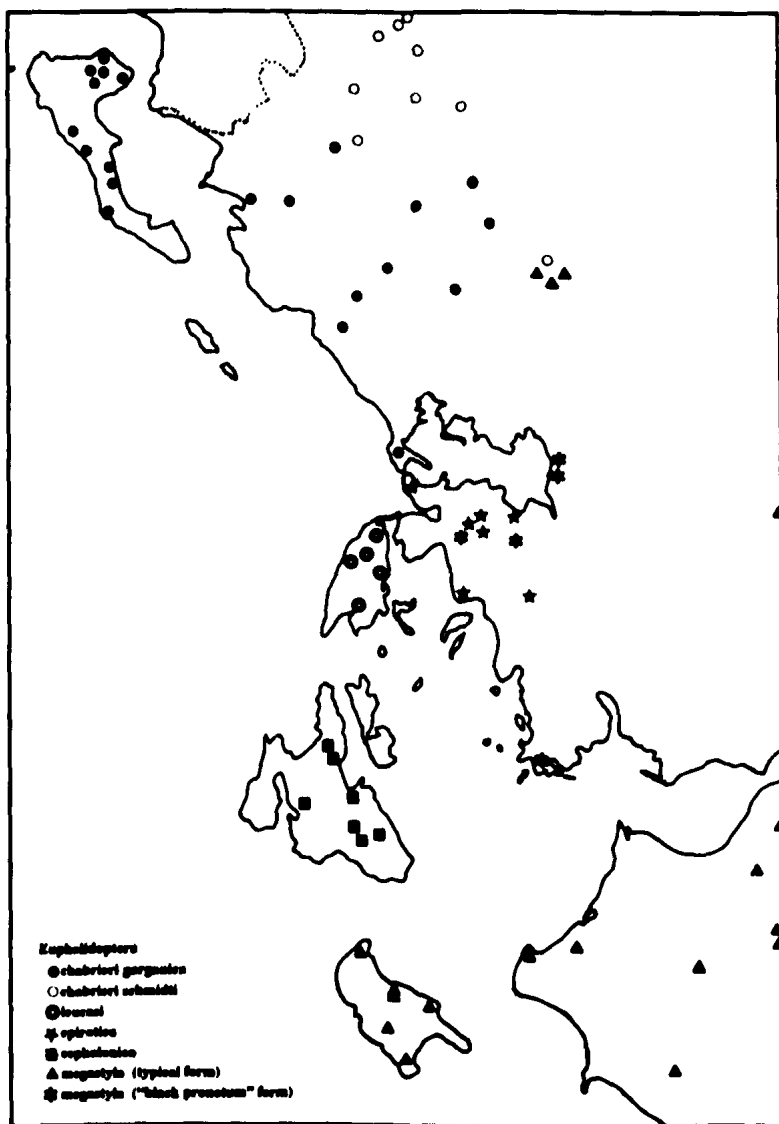 Eupholidoptera
chabrieri garganica
chabrieri schmidti
leucasi
epirotica
cephalonica
megastyla (typical form)
megastyla ("black pronotum" form)